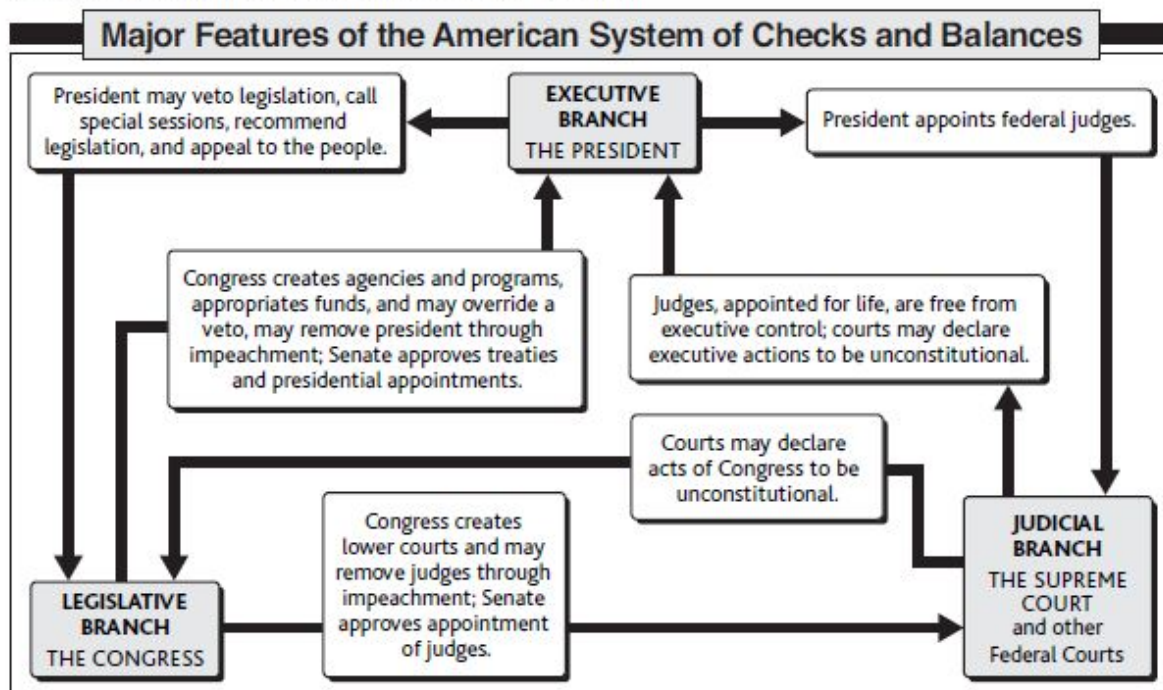 Major Features of the American System of Checks and Balances
President may veto legislation, call
special sessions, recommend
legislation, and appeal to the people.
EXECUTIVE
BRANCH
THE PRESIDENT
President appoints federal judges.
Congress creates agencies and programs,
appropriates funds, and may override a
veto, may remove president through
impeachment; Senate approves treaties
and presidential appointments.
Judges, appointed for life, are free from
executive control; courts may declare
executive actions to be unconstitutional.
Courts may declare
acts of Congress to be
unconstitutional.
Congress creates
lower courts and may
remove judges through
impeachment; Senate
approves appointment
of judges.
LEGISLATIVE
BRANCH
THE CONGRESS
JUDICIAL
BRANCH
THE SUPREME
COURT
and other
Federal Courts